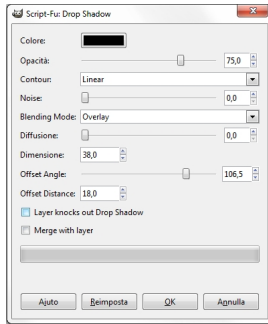 Script-Fu: Drop Shadow
Colore:
Opacità: 75,0
Contour: Linear
Noise: 0,0
Blending Mode: Overlay
Diffusione: 0,0
Dimensione: 38,0
Offset Angle: 106,5
Offset Distance: 18,0
Layer knocks out Drop Shadow
Merge with layer
Aiuto Reimposta OK Annulla